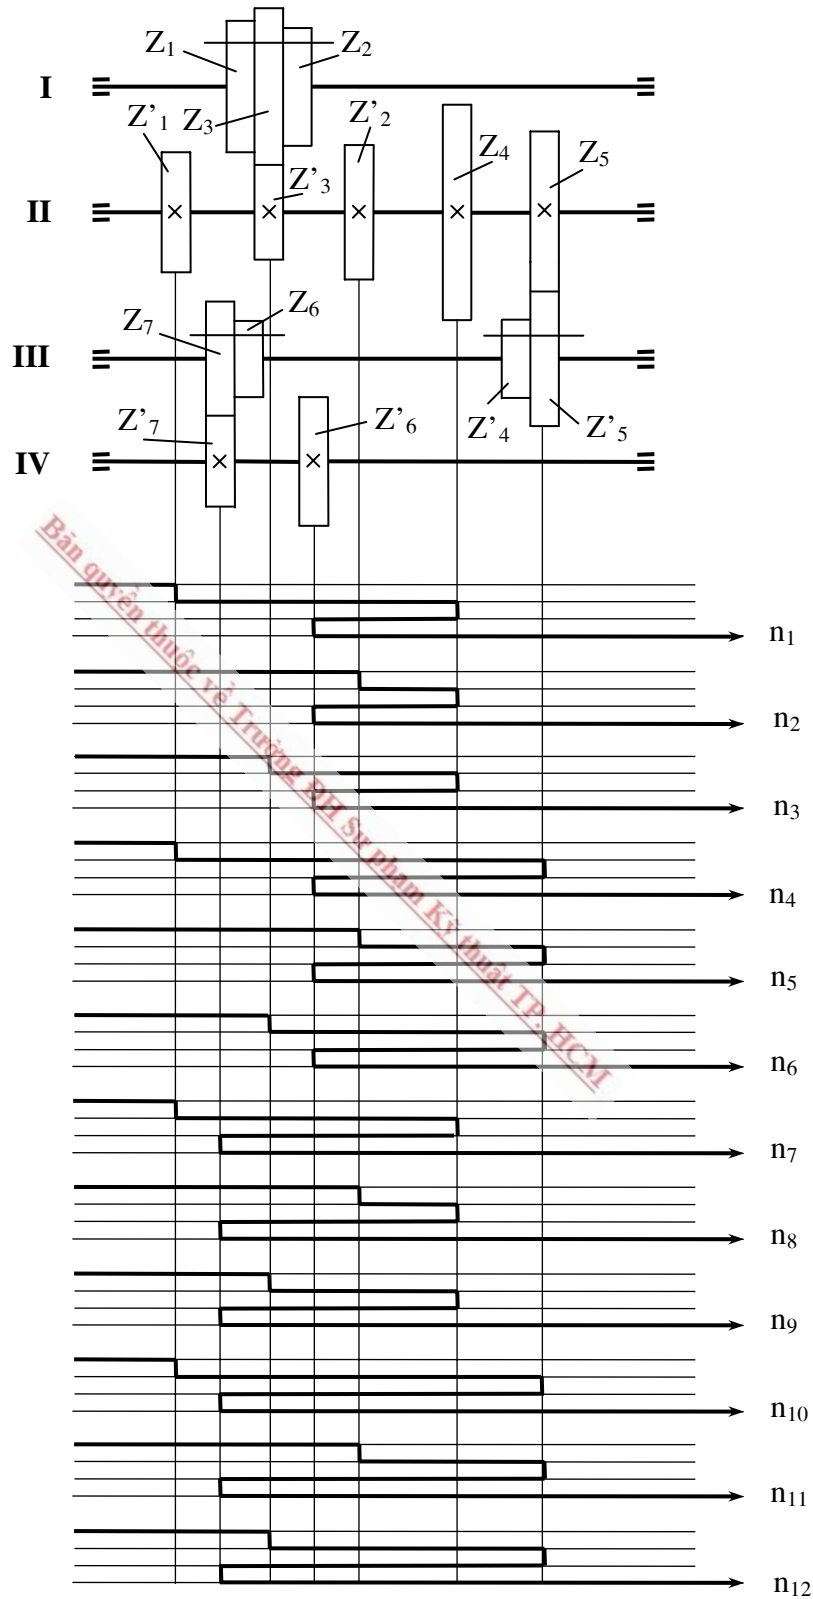 Z1 Z2
I
Z'1 Z3 Z'2
Z4 Z5
Z'3
II
Z6
Z7
III
Z'7 Z'6 Z'4 Z'5
IV
Bản quyền thuộc về Trường ĐH Sư phạm Kỹ thuật TP. HCM
n1
n2
n3
n4
n5
n6
n7
n8
n9
n10
n11
n12